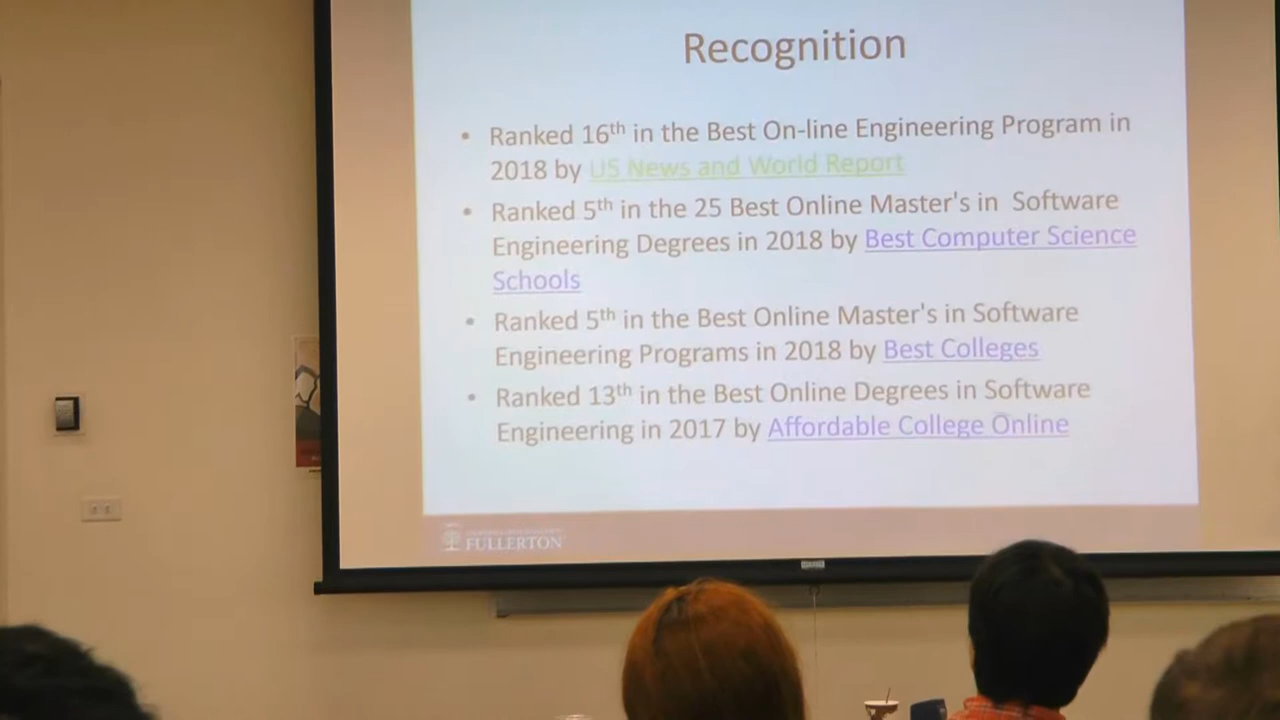 Recognition
• Ranked 16th in the Best On-line Engineering Program in
2018 by US News and World Report
• Ranked 5th in the 25 Best Online Master's in Software
Engineering Degrees in 2018 by Best Computer Science
Schools
• Ranked 5th in the Best Online Master's in Software
Engineering Programs in 2018 by Best Colleges
• Ranked 13th in the Best Online Degrees in Software
Engineering in 2017 by Affordable College Online
FULLERTON